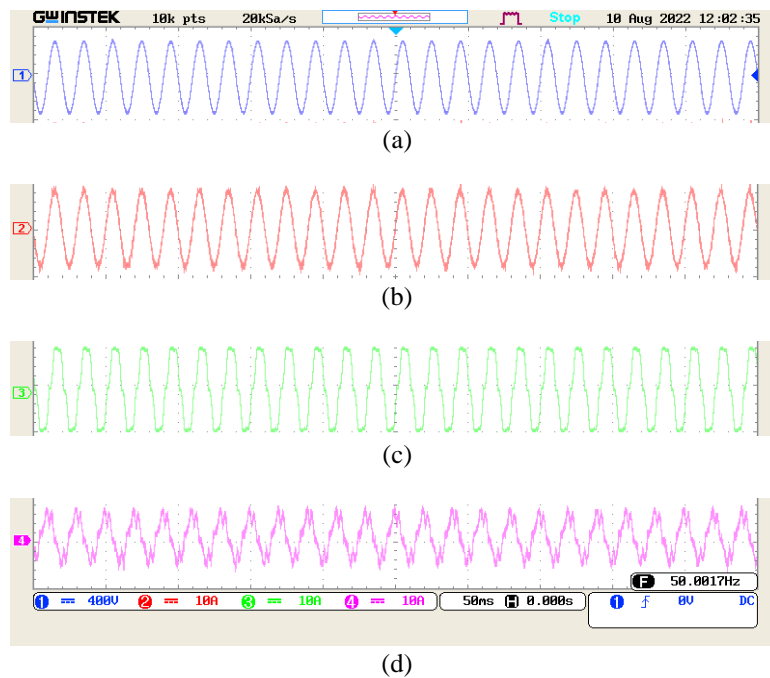 GWINSTEK 10k pts 20kSa/s Stop 10 Aug 2022 12:02:35
1
(a)
2
(b)
3
(c)
4
F 50.0017Hz
1 400V 2 10A 3 10A 4 10A 50ms H 0.000s 1 0V DC
(d)